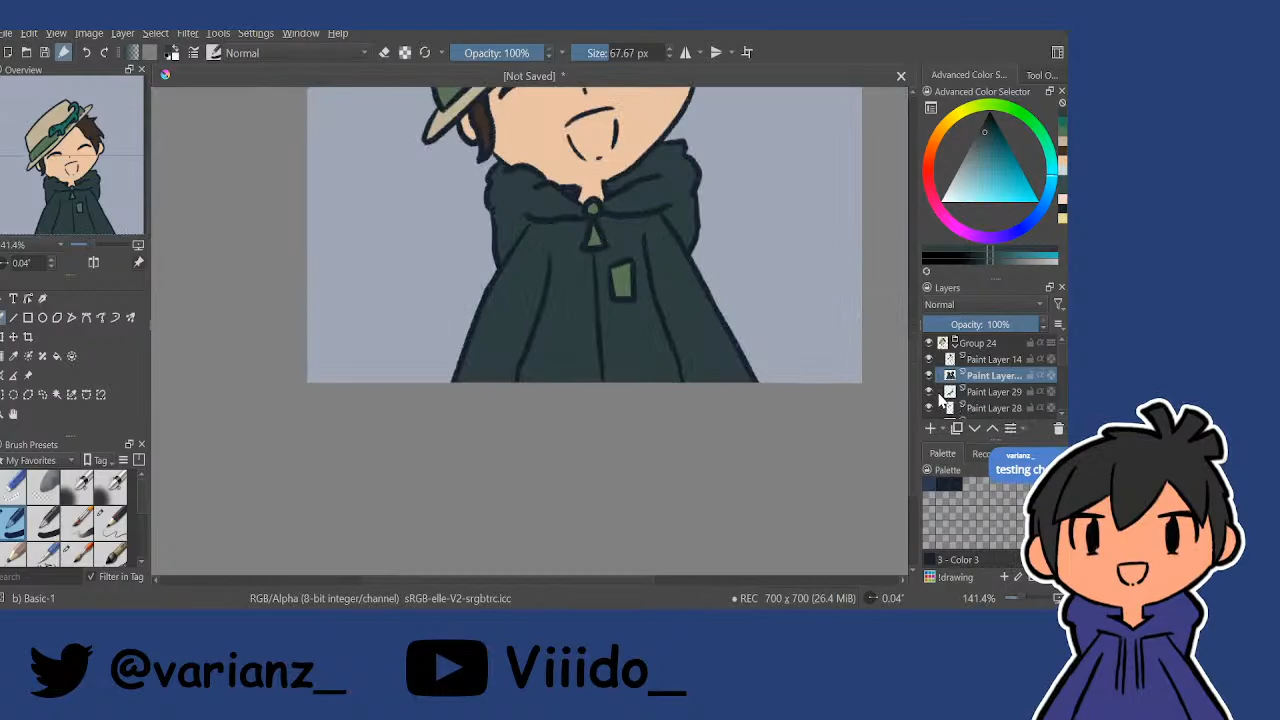 File Edit View Image Layer Select Filter Tools Settings Window Help
Normal
Opacity: 100%
Size: 67.67 px
Overview
[Not Saved] *
Advanced Color S...
Tool O...
Advanced Color Selector
41.4%
0.04°
Layers
Normal
Opacity: 100%
Group 24
Paint Layer 14
Paint Layer...
Paint Layer 29
Paint Layer 28
T
Brush Presets
My Favorites
Tag
Palette
Palette
varianz_
testing
3 - Color 3
!drawing
earch
Filter in Tag
b) Basic-1
RGB/Alpha (8-bit integer/channel) sRGB-elle-V2-srgbtrc.icc
REC
700 x 700 (26.4 MiB)
0.04°
141.4%
@varianz_
Viiido_